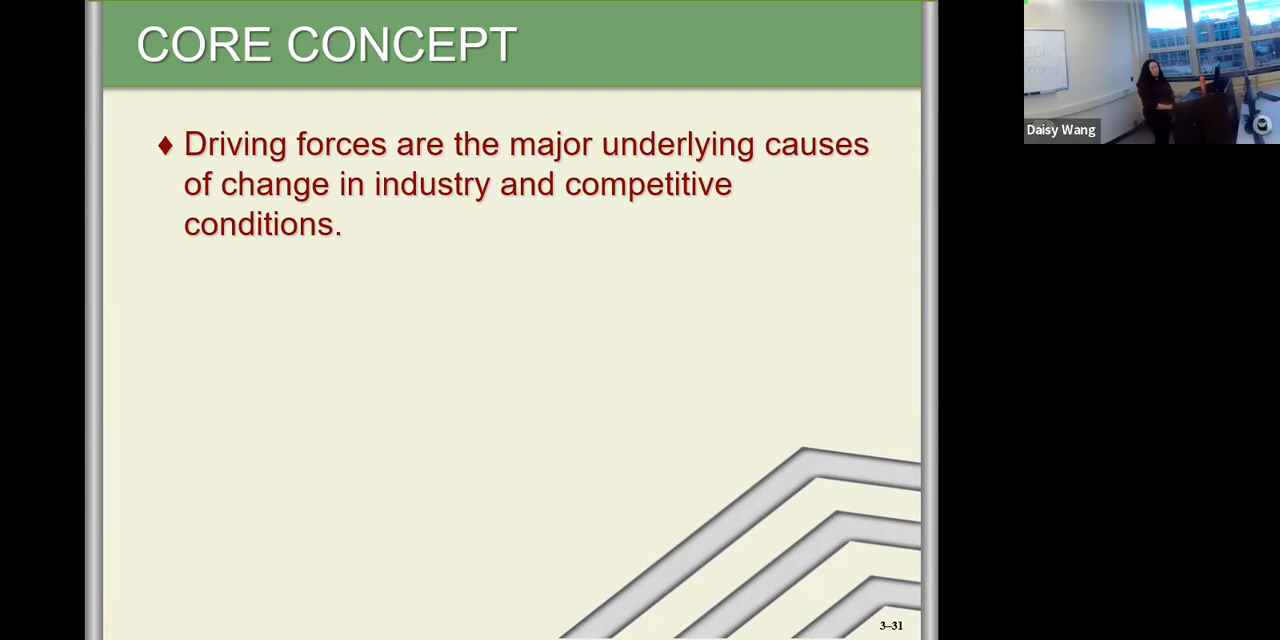 CORE CONCEPT
♦ Driving forces are the major underlying causes
of change in industry and competitive
conditions.
3–31
Daisy Wang